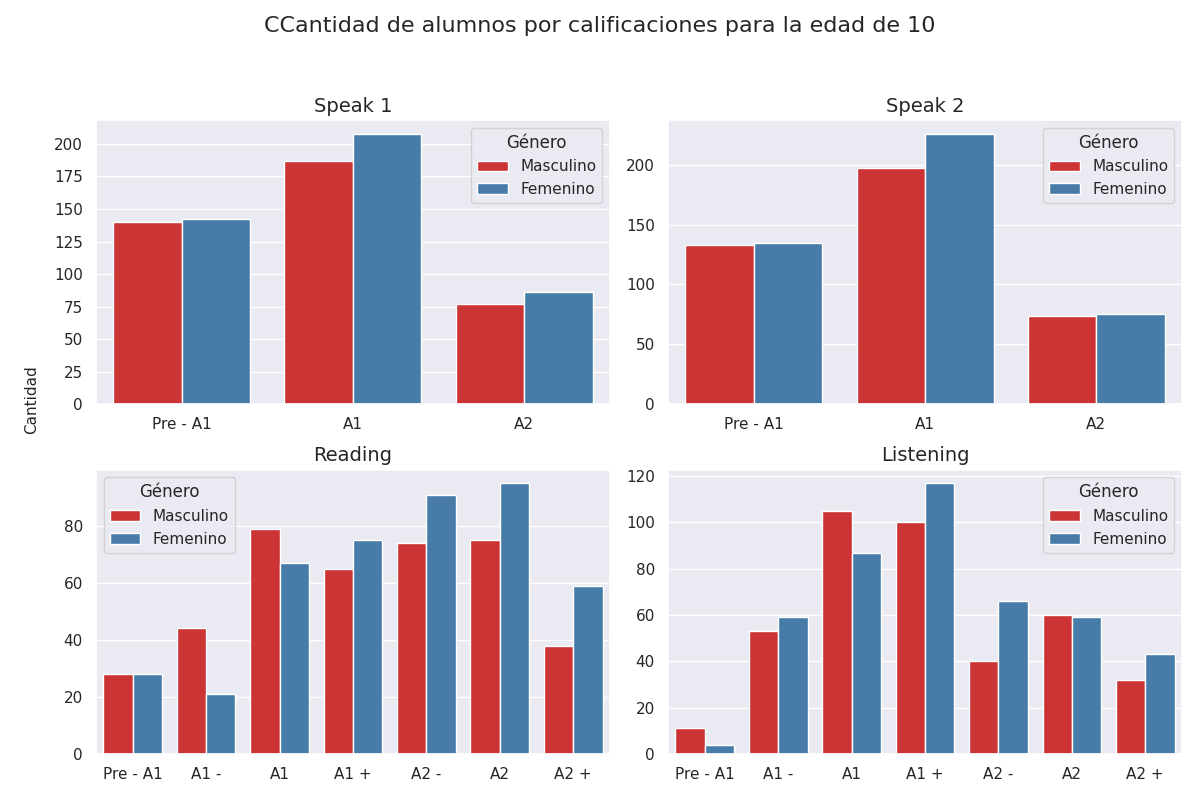 CCantidad de alumnos por calificaciones para la edad de 10
Cantidad
Speak 1
200
175
150
125
100
75
50
25
0
Género
Masculino
Femenino
Pre - A1 A1 A2
Speak 2
200
150
100
50
0
Género
Masculino
Femenino
Pre - A1 A1 A2
Reading
80
60
40
20
0
Género
Masculino
Femenino
Pre - A1 A1 - A1 A1 + A2 - A2 A2 +
Listening
120
100
80
60
40
20
0
Género
Masculino
Femenino
Pre - A1 A1 - A1 A1 + A2 - A2 A2 +